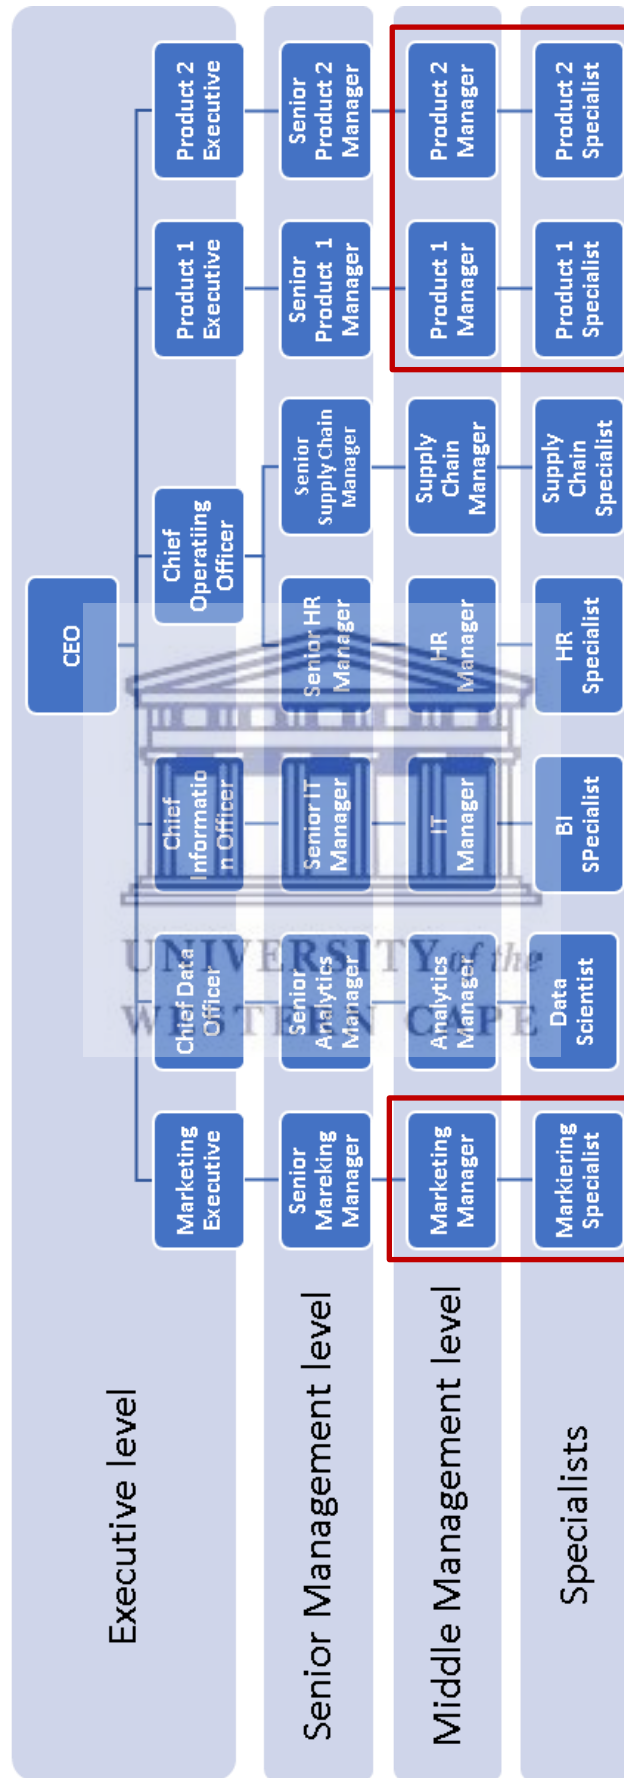 Executive level
CEO
Marketing
Executive
Chief Data
Officer
Chief
Informatio
n Officer
Chief
Operatiing
Officer
Product 1
Executive
Product 2
Executive
Senior Management level
Senior
Mareking
Manager
Senior
Analytics
Manager
Senior IT
Manager
Senior HR
Manager
Senior
Supply Chain
Manager
Senior
Product 1
Manager
Senior
Product 2
Manager
Middle Management level
Marketing
Manager
Analytics
Manager
IT
Manager
HR
Manager
Supply
Chain
Manager
Product 1
Manager
Product 2
Manager
Specialists
Markiering
Specialist
Data
Scientist
BI
SPecialist
HR
Specialist
Supply
Chain
Specialist
Product 1
Specialist
Product 2
Specialist
UNIVERSITY of the
WESTERN CAPE